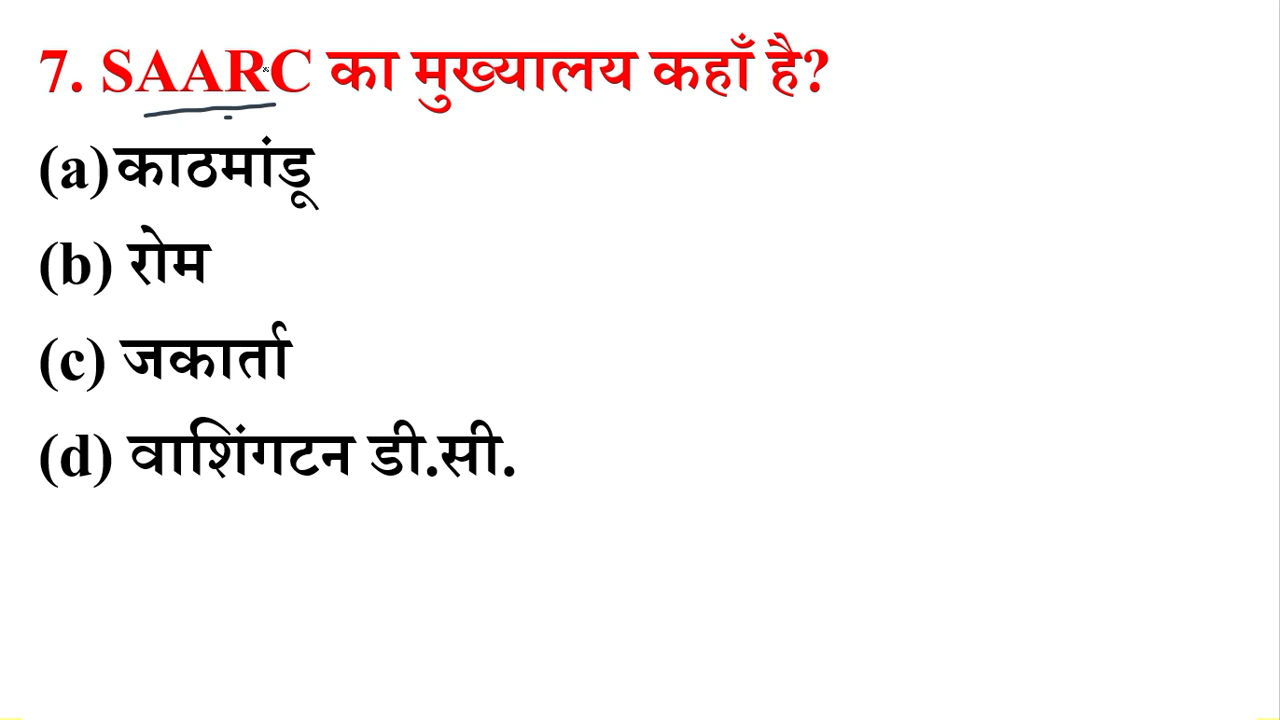 7. SAARC का मुख्यालय कहाँ है?
(a) काठमांडू
(b) रोम
(c) जकार्ता
(d) वाशिंगटन डी.सी.